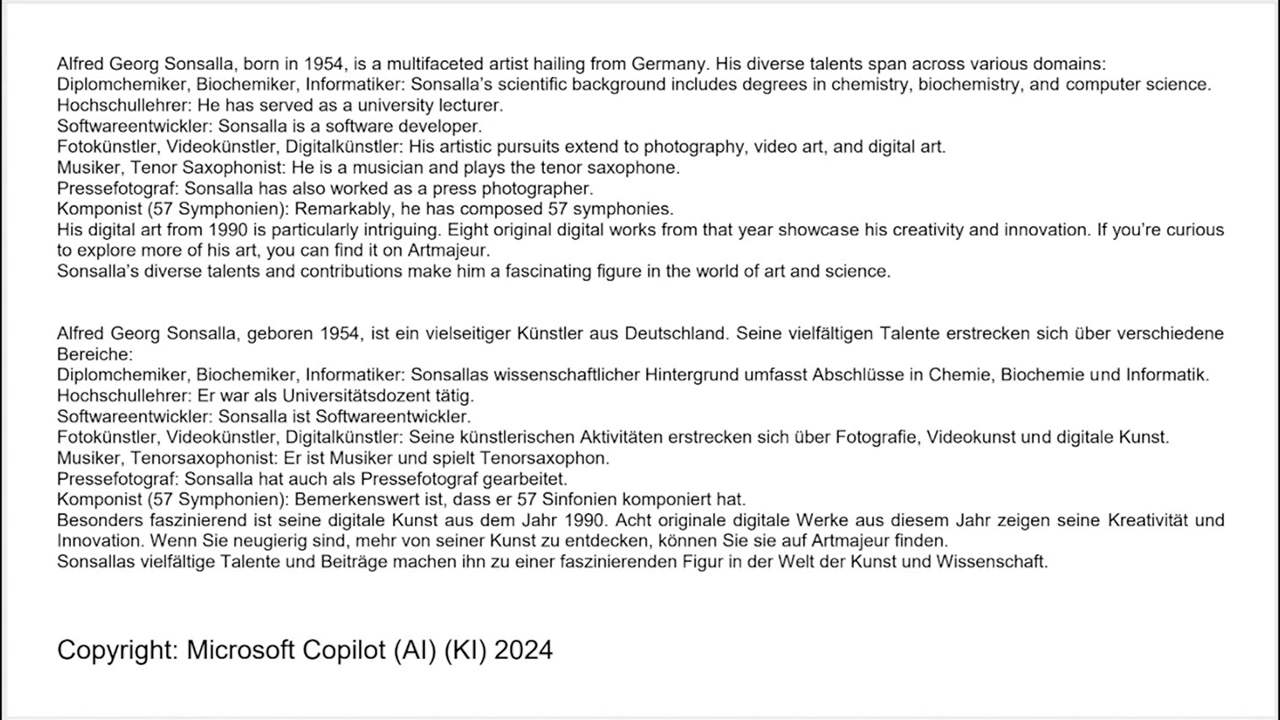 Alfred Georg Sonsalla, born in 1954, is a multifaceted artist hailing from Germany. His diverse talents span across various domains:
Diplomchemiker, Biochemiker, Informatiker: Sonsalla’s scientific background includes degrees in chemistry, biochemistry, and computer science.
Hochschullehrer: He has served as a university lecturer.
Softwareentwickler: Sonsalla is a software developer.
Fotokünstler, Videokünstler, Digitalkünstler: His artistic pursuits extend to photography, video art, and digital art.
Musiker, Tenor Saxophonist: He is a musician and plays the tenor saxophone.
Pressefotograf: Sonsalla has also worked as a press photographer.
Komponist (57 Symphonien): Remarkably, he has composed 57 symphonies.
His digital art from 1990 is particularly intriguing. Eight original digital works from that year showcase his creativity and innovation. If you’re curious
to explore more of his art, you can find it on Artmajeur.
Sonsalla’s diverse talents and contributions make him a fascinating figure in the world of art and science.
Alfred Georg Sonsalla, geboren 1954, ist ein vielseitiger Künstler aus Deutschland. Seine vielfältigen Talente erstrecken sich über verschiedene
Bereiche:
Diplomchemiker, Biochemiker, Informatiker: Sonsallas wissenschaftlicher Hintergrund umfasst Abschlüsse in Chemie, Biochemie und Informatik.
Hochschullehrer: Er war als Universitätsdozent tätig.
Softwareentwickler: Sonsalla ist Softwareentwickler.
Fotokünstler, Videokünstler, Digitalkünstler: Seine künstlerischen Aktivitäten erstrecken sich über Fotografie, Videokunst und digitale Kunst.
Musiker, Tenorsaxophonist: Er ist Musiker und spielt Tenorsaxophon.
Pressefotograf: Sonsalla hat auch als Pressefotograf gearbeitet.
Komponist (57 Symphonien): Bemerkenswert ist, dass er 57 Sinfonien komponiert hat.
Besonders faszinierend ist seine digitale Kunst aus dem Jahr 1990. Acht originale digitale Werke aus diesem Jahr zeigen seine Kreativität und
Innovation. Wenn Sie neugierig sind, mehr von seiner Kunst zu entdecken, können Sie sie auf Artmajeur finden.
Sonsallas vielfältige Talente und Beiträge machen ihn zu einer faszinierenden Figur in der Welt der Kunst und Wissenschaft.
Copyright: Microsoft Copilot (AI) (KI) 2024